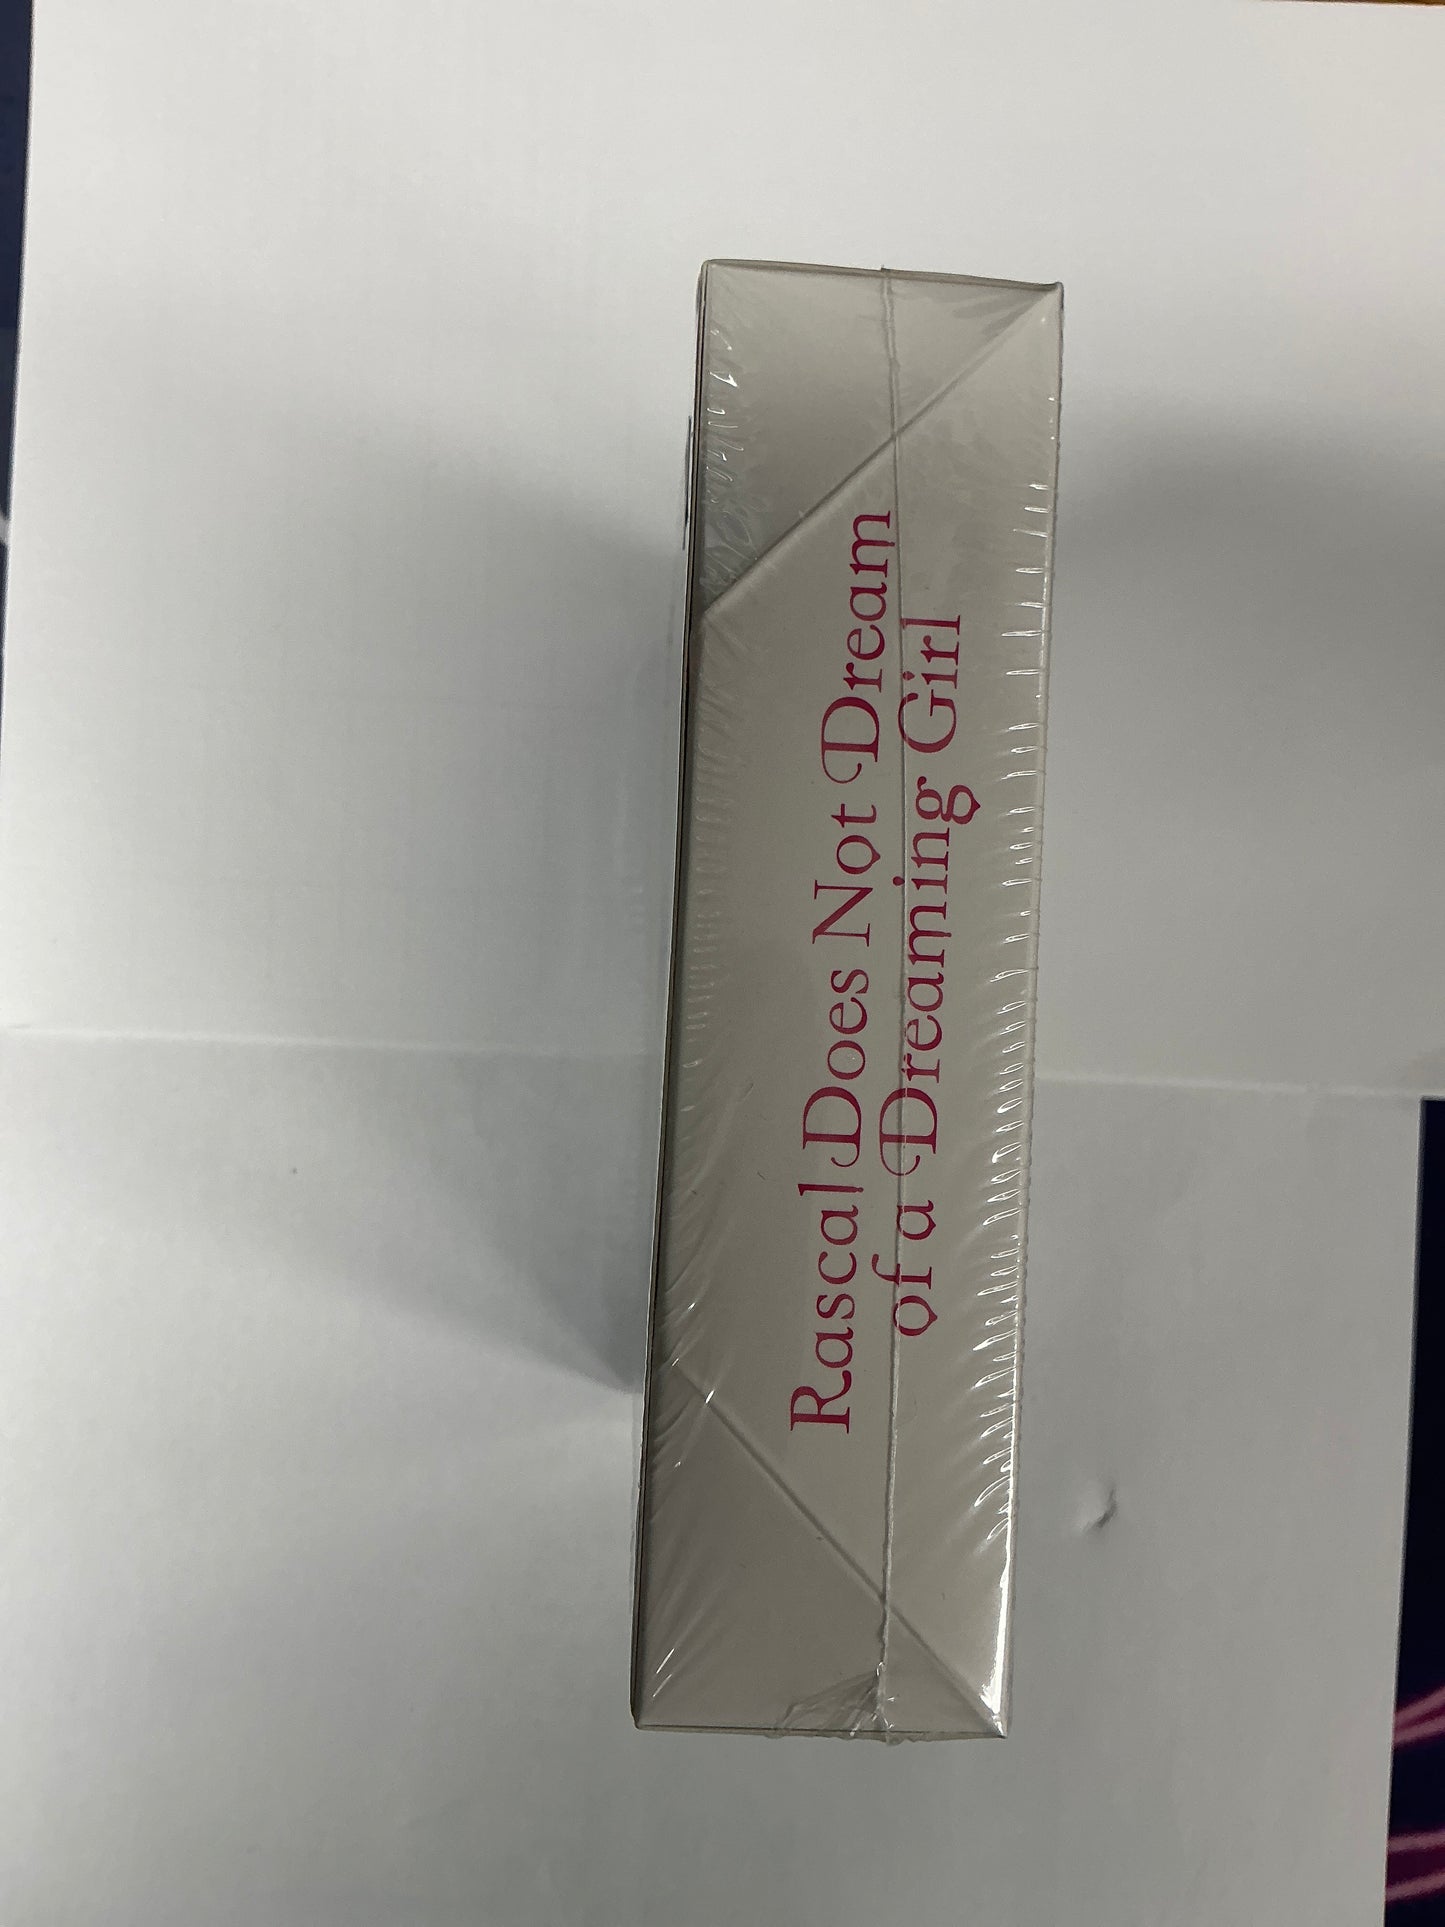 Rascal Does Not Dream
of a Dreaming Girl